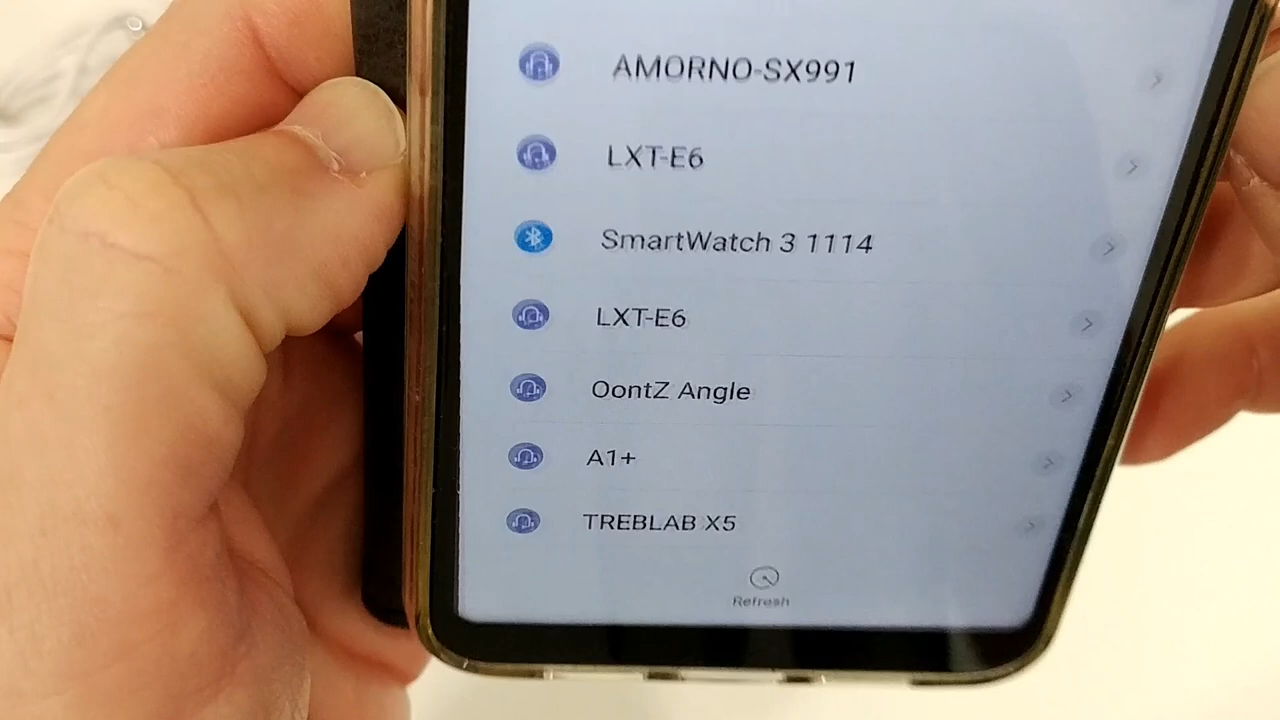 AMORNO-SX991
LXT-E6
SmartWatch 3 1114
LXT-E6
OontZ Angle
A1+
TREBLAB X5
Refresh